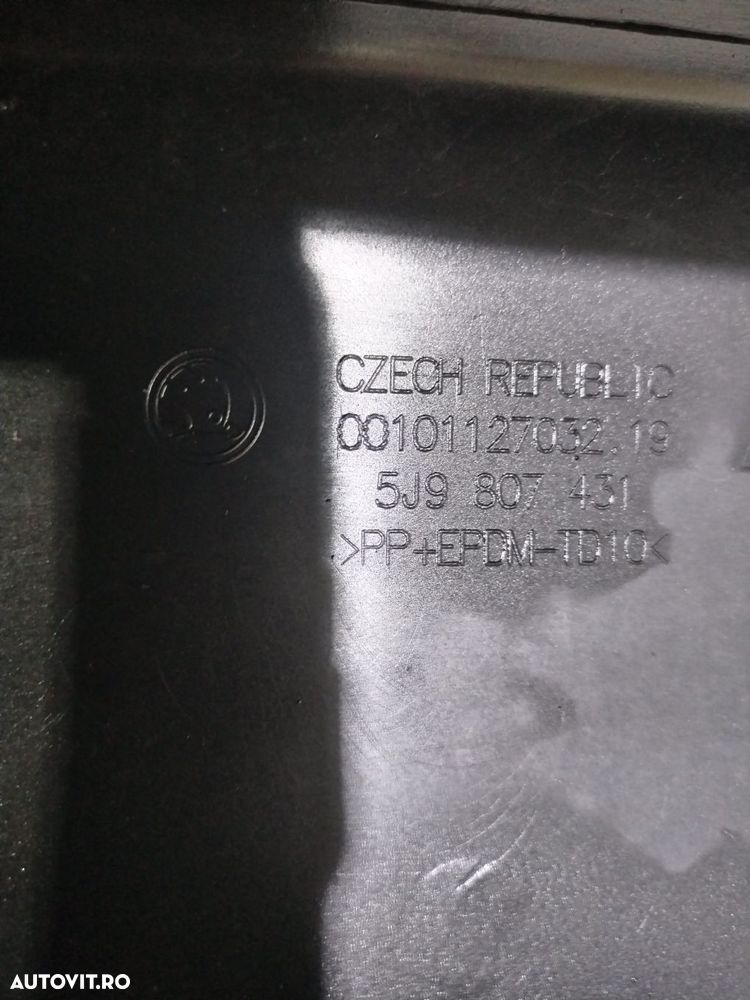 CZECH REPUBLIC
00101127032.19
5J9 807 431
>PP+EPDM-TD10<
AUTOVIT.RO